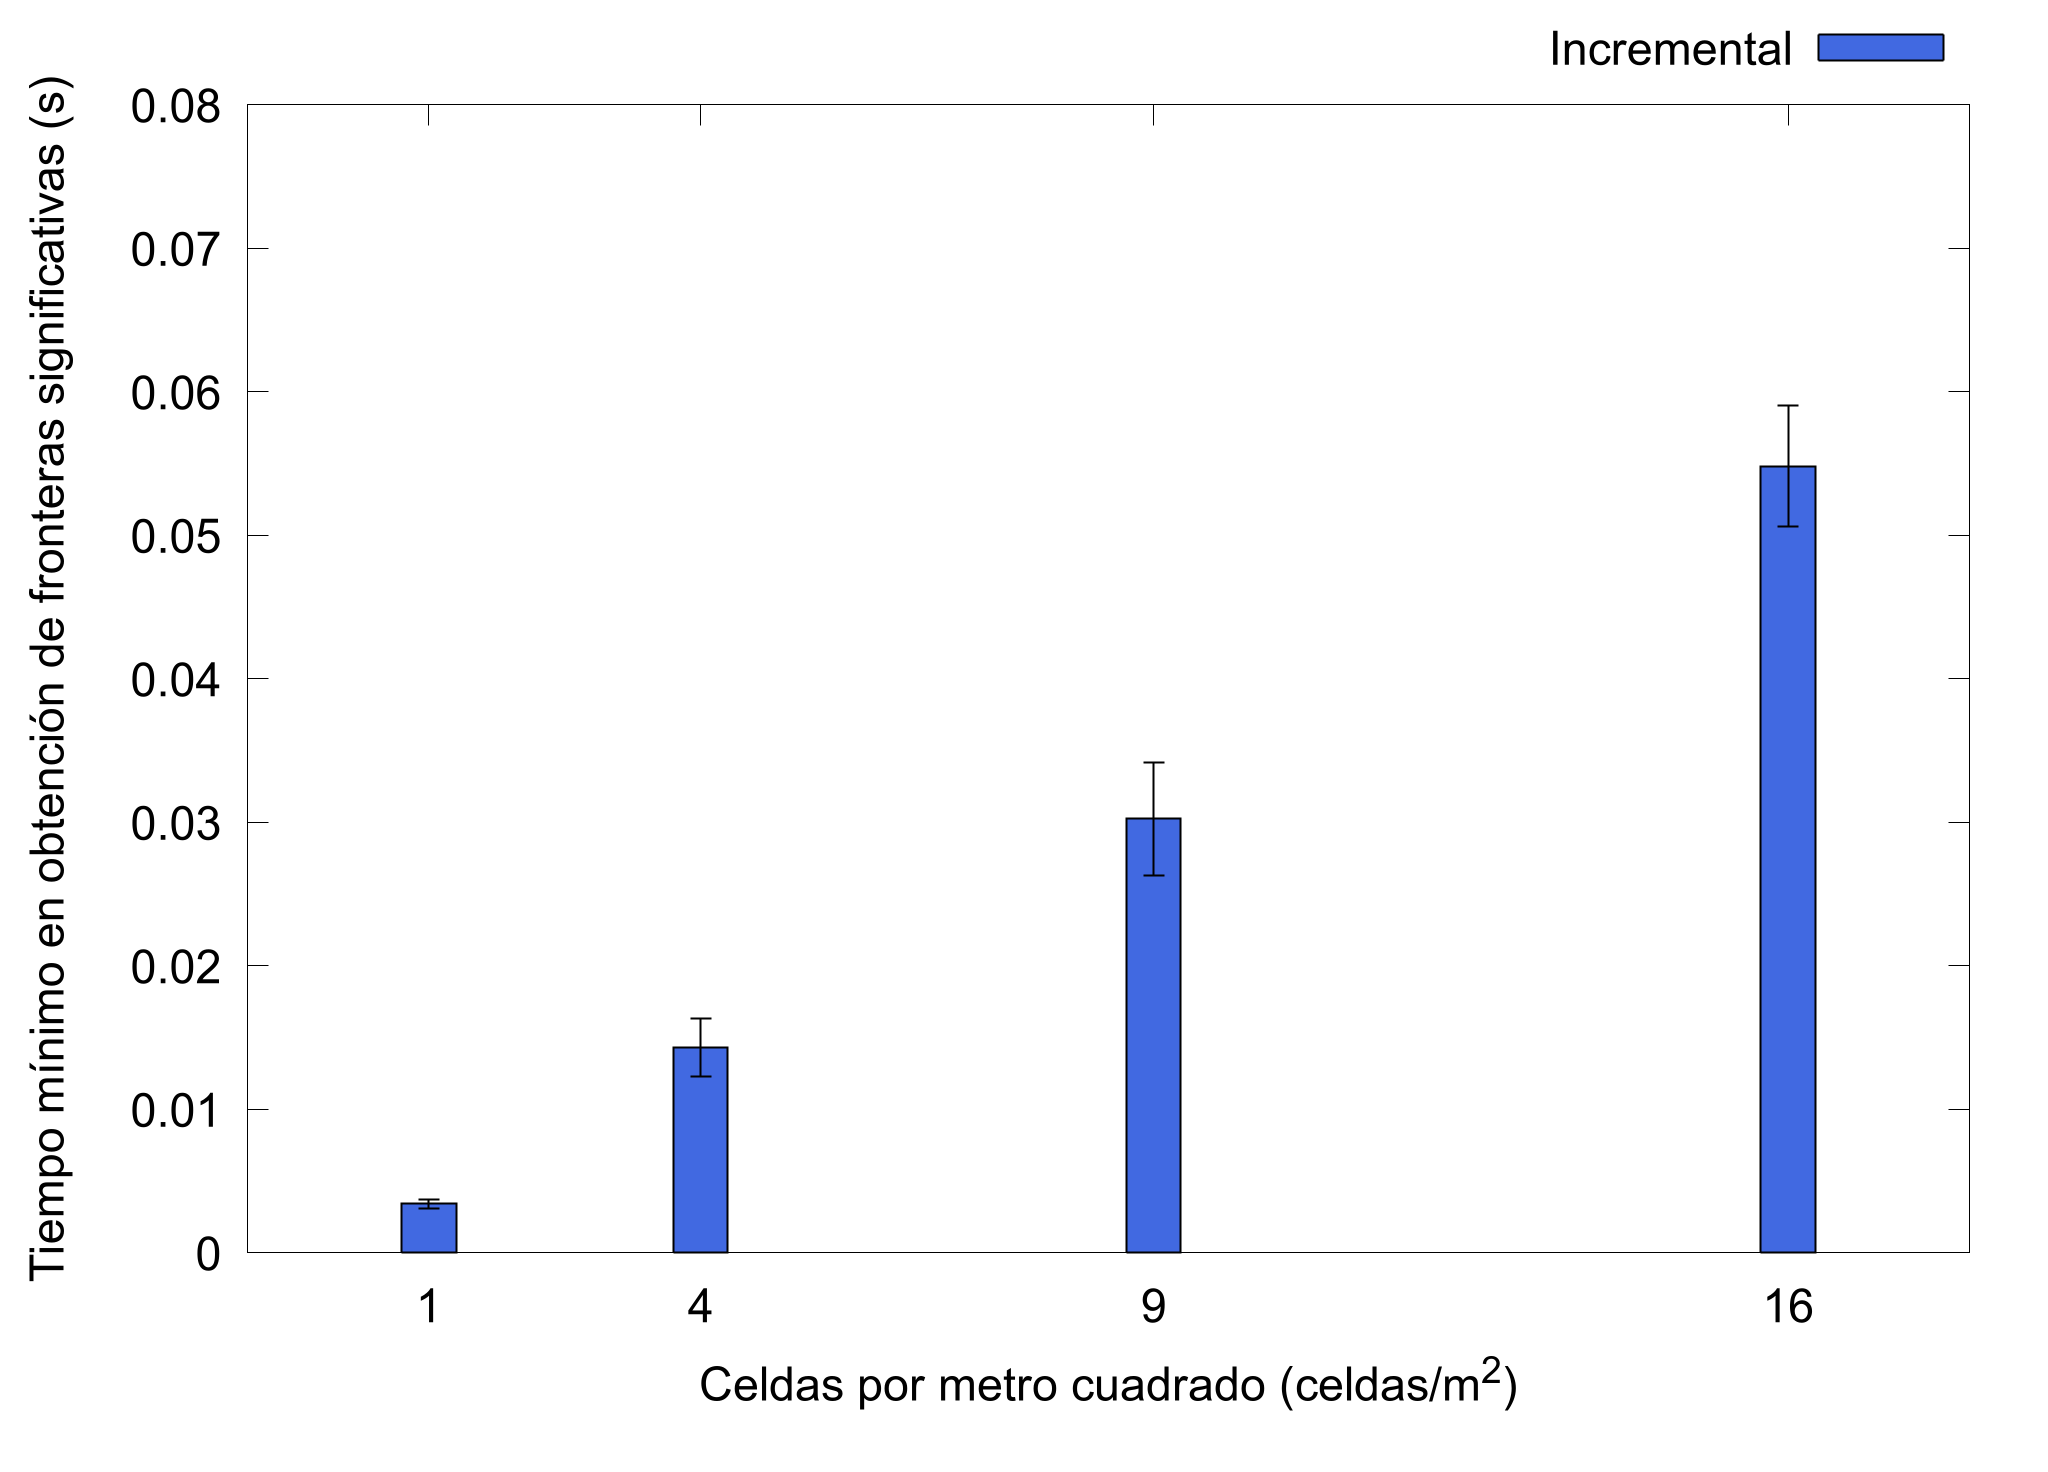 Incremental
Tiempo mínimo en obtención de fronteras significativas (s)
0.08
0.07
0.06
0.05
0.04
0.03
0.02
0.01
0
1 4 9 16
Celdas por metro cuadrado (celdas/m²)